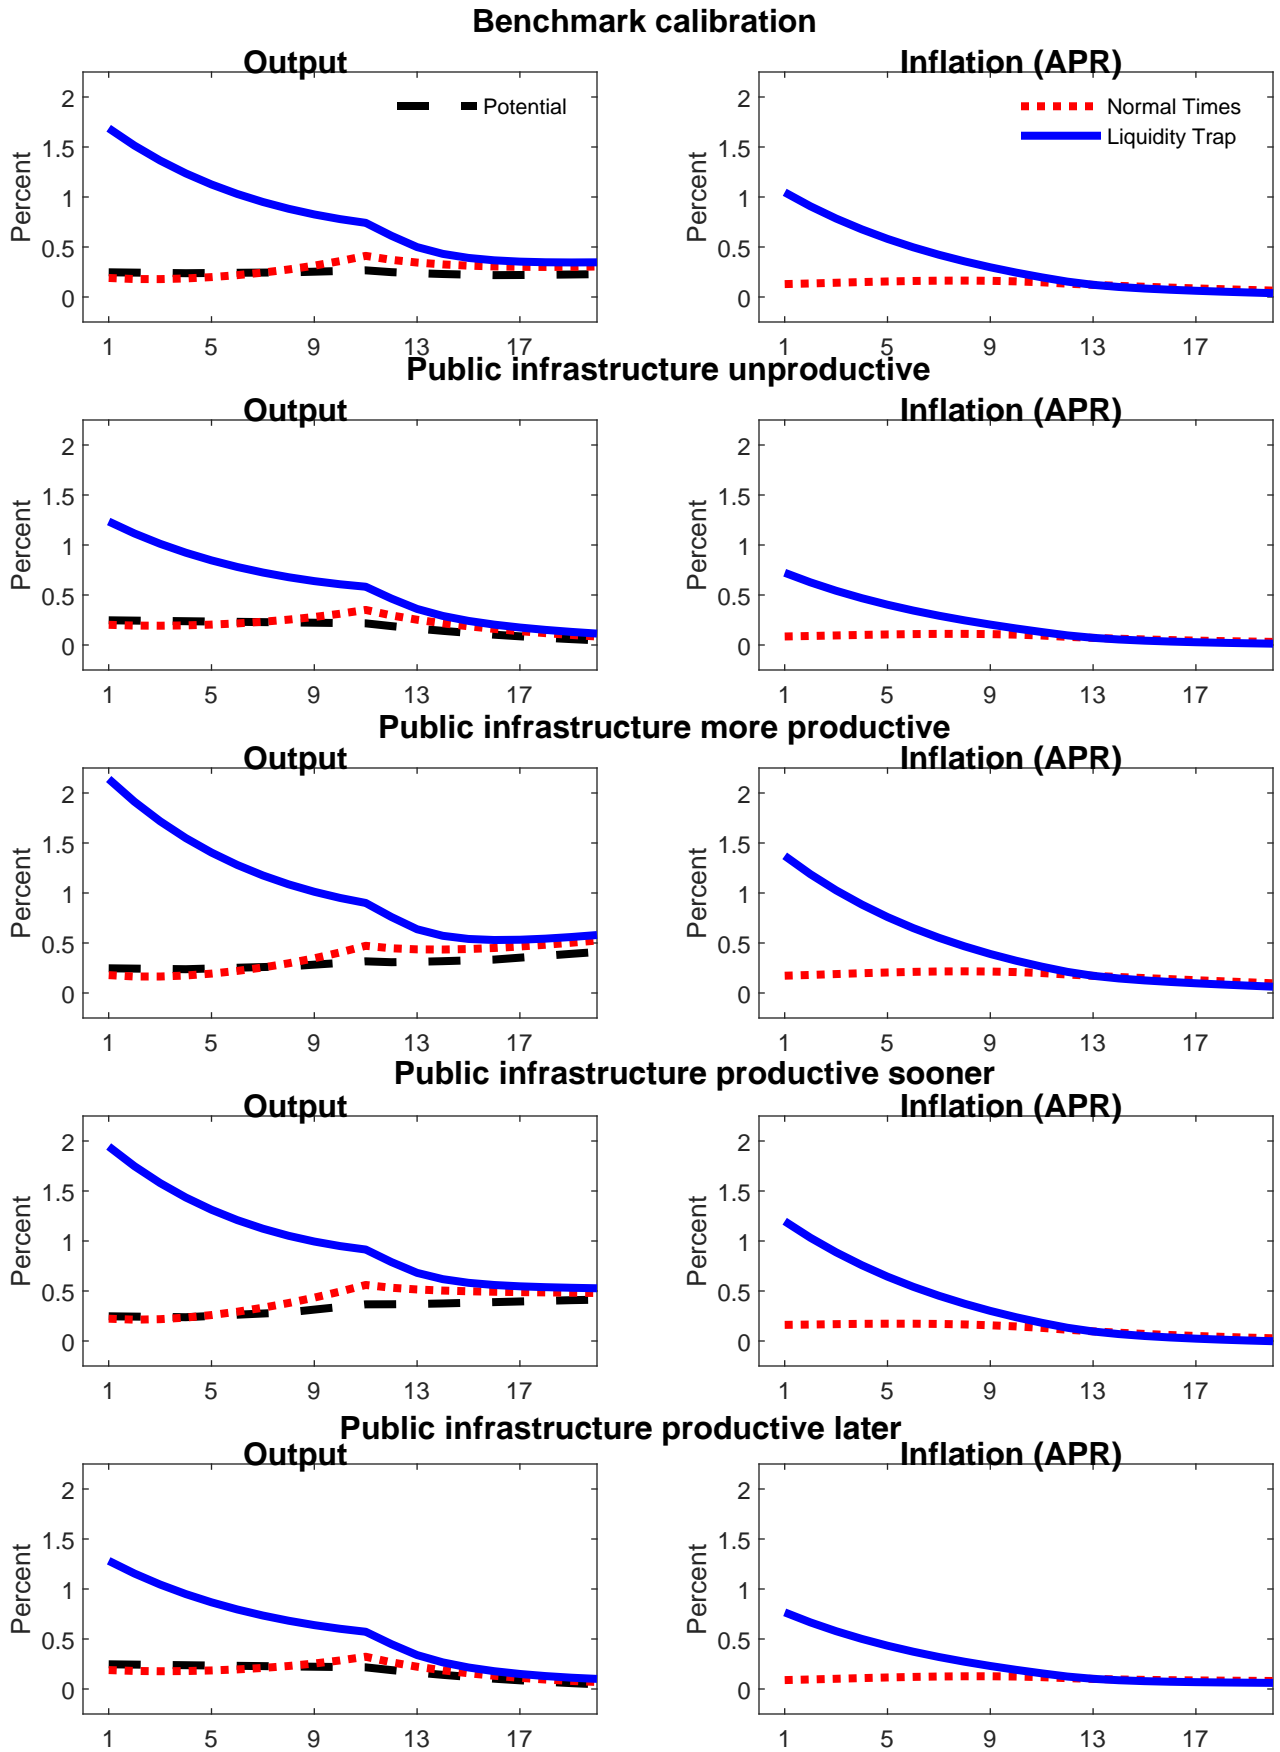 Benchmark calibration
Output
Inflation (APR)
Percent
2
1.5
1
0.5
0
1 5 9 13 17
Potential
Percent
2
1.5
1
0.5
0
1 5 9 13 17
Normal Times
Liquidity Trap
Public infrastructure unproductive
Output
Inflation (APR)
Percent
2
1.5
1
0.5
0
1 5 9 13 17
Percent
2
1.5
1
0.5
0
1 5 9 13 17
Public infrastructure more productive
Output
Inflation (APR)
Percent
2
1.5
1
0.5
0
1 5 9 13 17
Percent
2
1.5
1
0.5
0
1 5 9 13 17
Public infrastructure productive sooner
Output
Inflation (APR)
Percent
2
1.5
1
0.5
0
1 5 9 13 17
Percent
2
1.5
1
0.5
0
1 5 9 13 17
Public infrastructure productive later
Output
Inflation (APR)
Percent
2
1.5
1
0.5
0
1 5 9 13 17
Percent
2
1.5
1
0.5
0
1 5 9 13 17